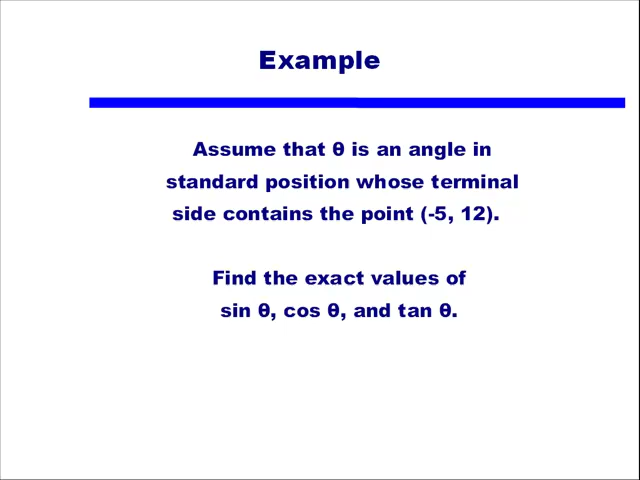 Example
Assume that θ is an angle in
standard position whose terminal
side contains the point (-5, 12).
Find the exact values of
sin θ, cos θ, and tan θ.